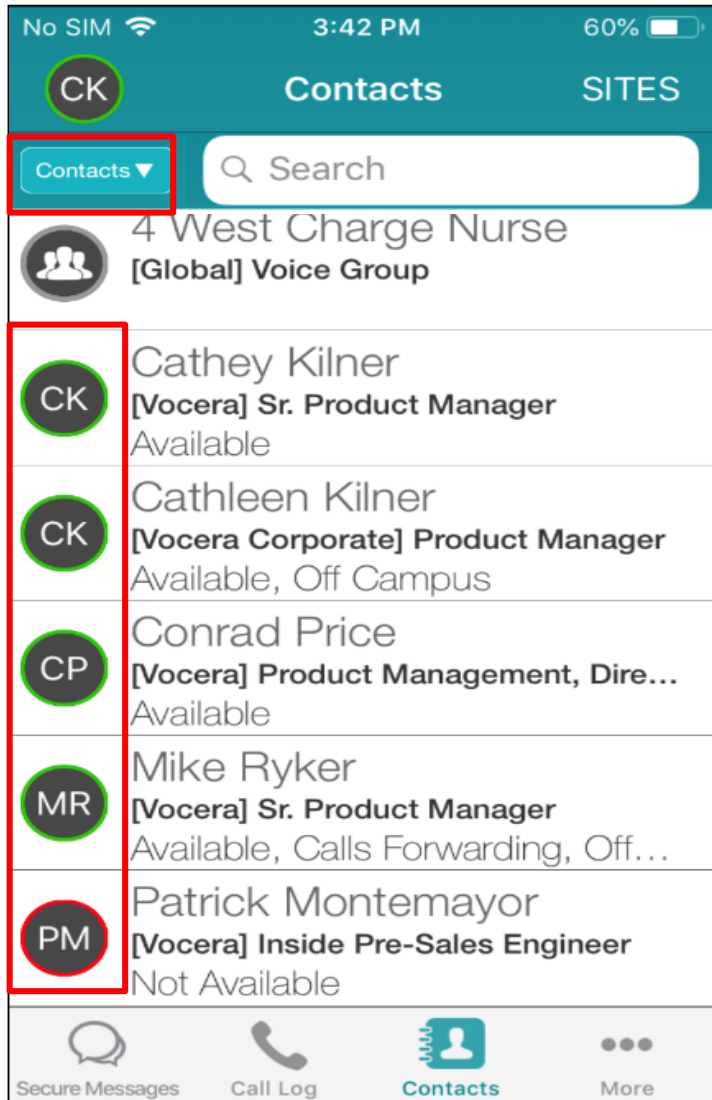 No SIM 3:42 PM 60%
CK Contacts SITES
Contacts ▼ Search
4 West Charge Nurse
[Global] Voice Group
Cathey Kilner
CK [Vocera] Sr. Product Manager
Available
Cathleen Kilner
CK [Vocera Corporate] Product Manager
Available, Off Campus
Conrad Price
CP [Vocera] Product Management, Dire...
Available
Mike Ryker
MR [Vocera] Sr. Product Manager
Available, Calls Forwarding, Off...
Patrick Montemayor
PM [Vocera] Inside Pre-Sales Engineer
Not Available
Secure Messages Call Log Contacts More